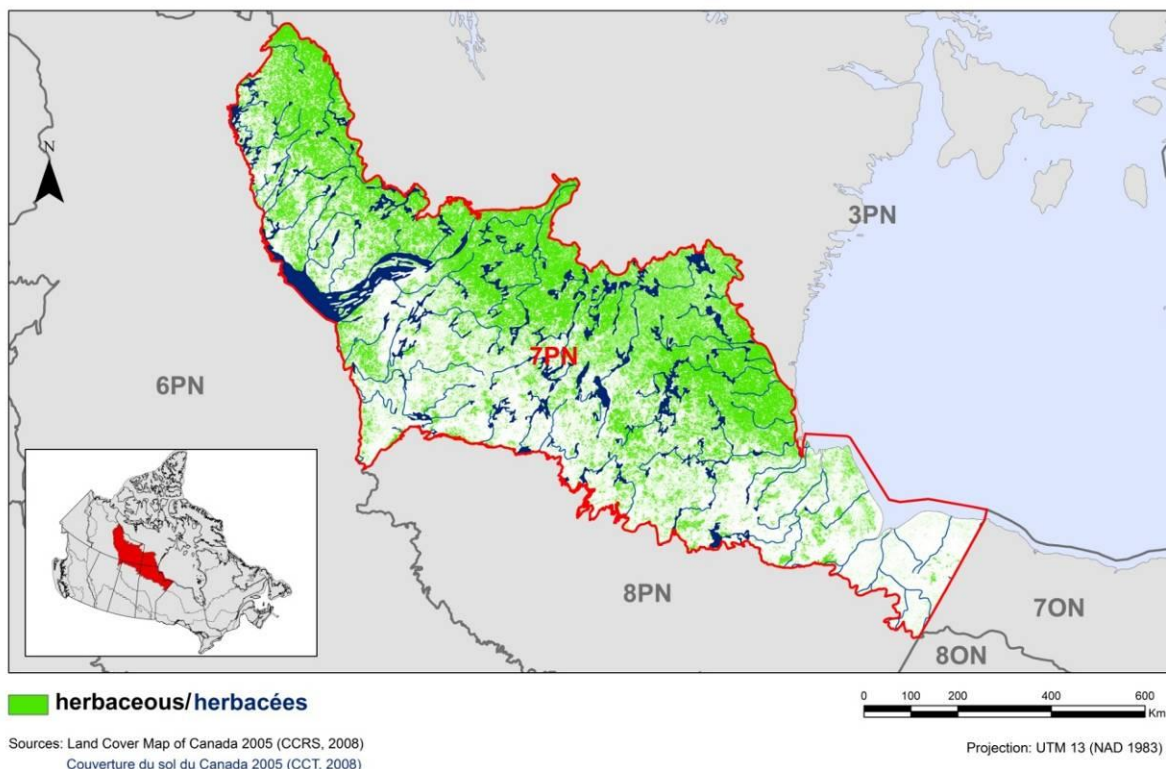 N
3PN
7PN
6PN
8PN
7ON
8ON
herbaceous/herbacées
0 100 200 400 600
Km
Sources: Land Cover Map of Canada 2005 (CCRS, 2008)
Couverture du sol du Canada 2005 (CCT, 2008)
Projection: UTM 13 (NAD 1983)